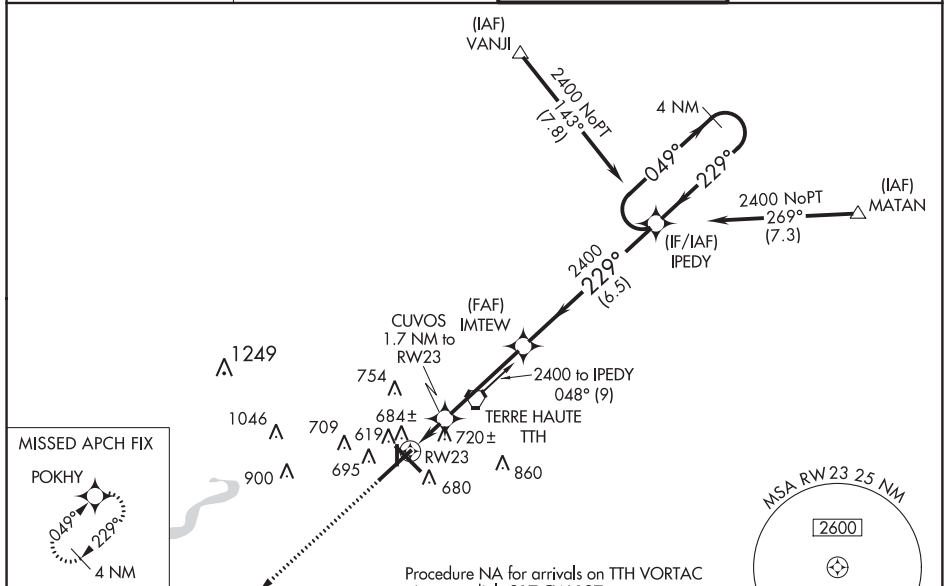 (IAF)
VANJI
2400 NoPT
143°
(7.8)
4 NM
049°
229°
(IAF)
MATAN
2400 NoPT
269°
(7.3)
(IF/IAF)
IPEDY
2400
229°
(6.5)
(FAF)
IMTEW
CUVOS
1.7 NM to
RW23
2400 to IPEDY
048° (9)
TERRE HAUTE
TTH
1249
754
1046
709
684±
619
720±
RW23
900
695
680
860
MISSED APCH FIX
POKHY
049°
229°
4 NM
MSA RW23 25 NM
2600
Procedure NA for arrivals on TTH VORTAC